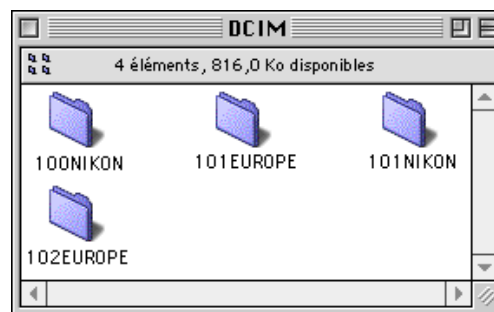 DCIM
4 éléments, 816,0 Ko disponibles
100NIKON 101EUROPE 101NIKON
102EUROPE